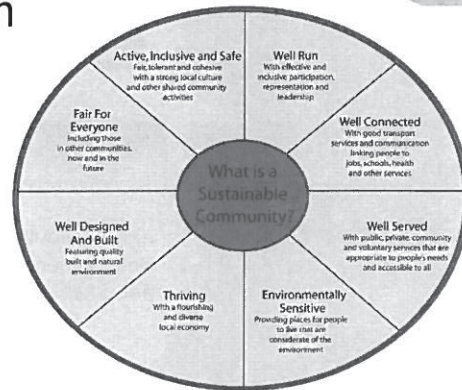 n
Active, Inclusive and Safe
Fair, tolerant and cohesive
with a strong local culture
and other shared community
activities
Well Run
With effective and
inclusive participation,
representation and
leadership
Well Connected
With good transport
services and communication
linking people to
jobs, schools, health
and other services
Well Served
With public, private, community
and voluntary services that are
appropriate to people's needs
and accessible to all
Environmentally
Sensitive
Providing places for people
to live that are
considerate of the
environment
Thriving
With a flourishing
and diverse
local economy
Well Designed
And Built
Featuring quality
built and natural
environment
Fair For
Everyone
Including those
in other communities,
now and in the
future
What is a
Sustainable
Community?